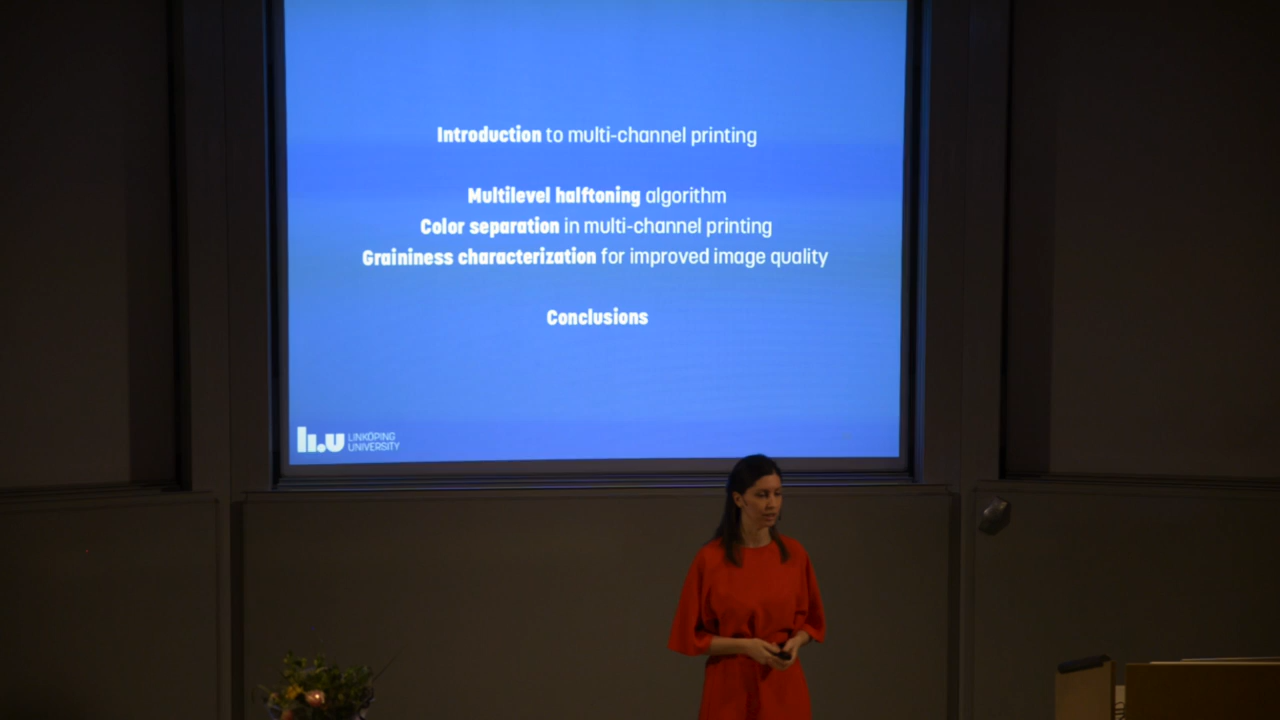 Introduction to multi-channel printing
Multilevel halftoning algorithm
Color separation in multi-channel printing
Graininess characterization for improved image quality
Conclusions
li.u LINKÖPING
UNIVERSITY